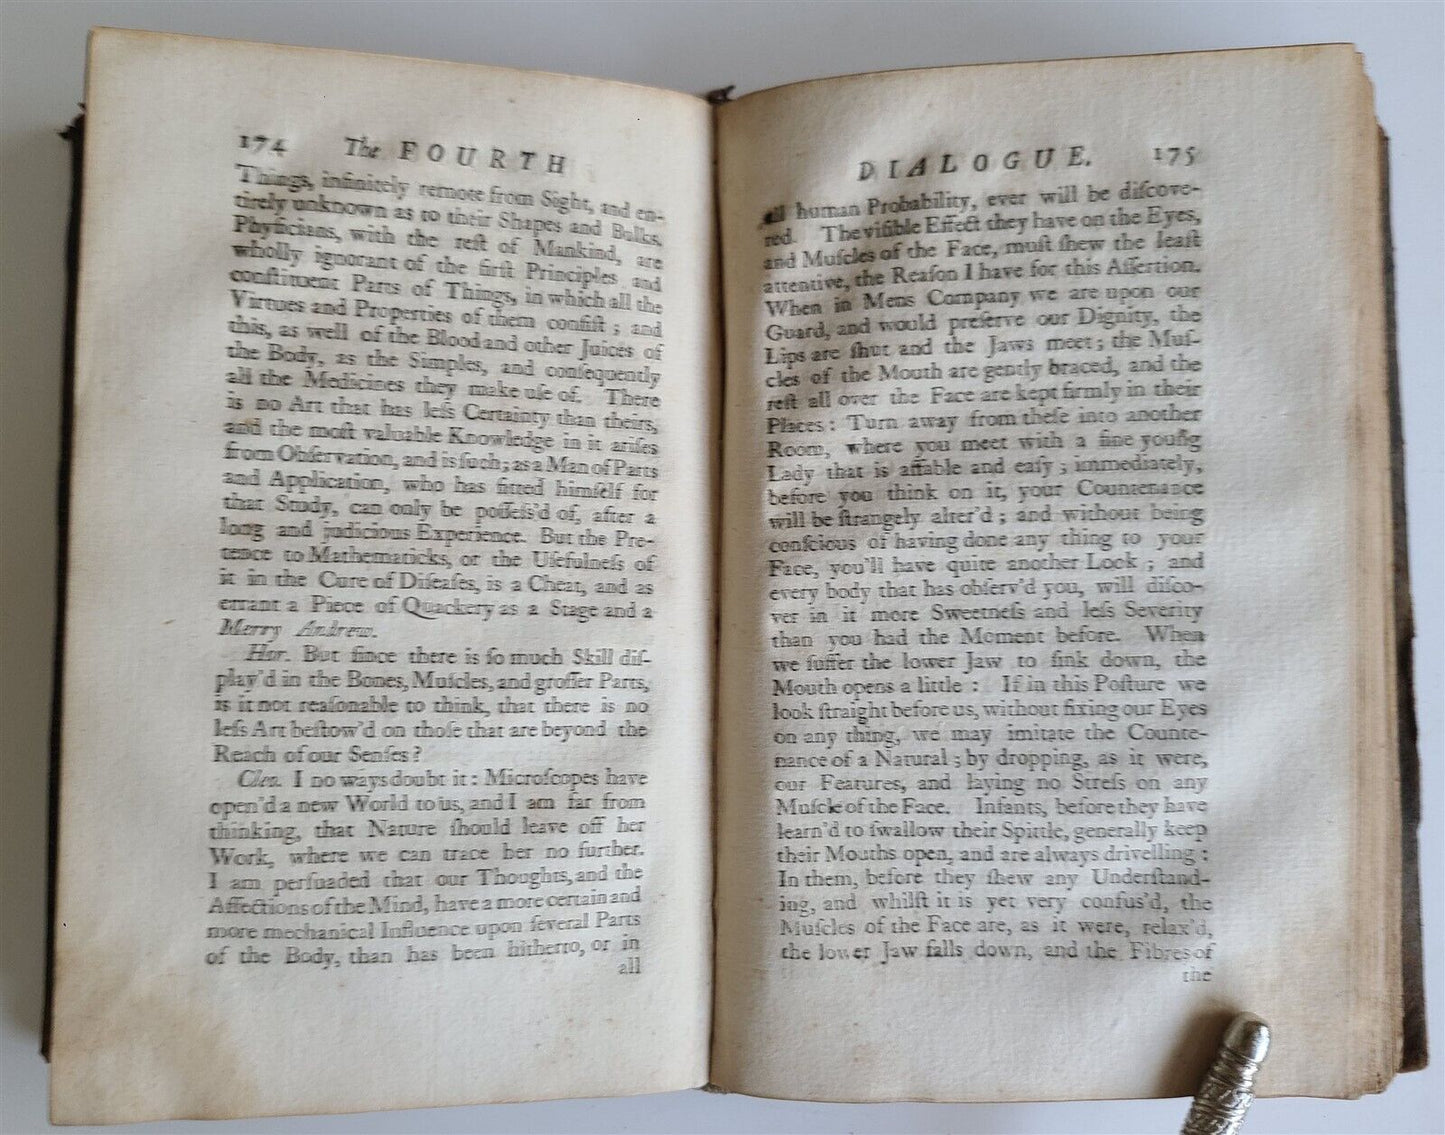 174 The FOURTH
Things, infinitely remote from Sight, and en-
tirely unknown as to their Shapes and Bulks,
Phyſicians, with the reſt of Mankind, are
wholly ignorant of the firſt Principles and
conſtituent Parts of Things, in which all the
Virtues and Properties of them conſiſt; and
this, as well of the Blood and other Juices of
the Body, as the Simples, and conſequently
all the Medicines they make uſe of. There
is no Art that has leſs Certainty than theirs,
and the moſt valuable Knowledge in it ariſes
from Obſervation, and is ſuch; as a Man of Parts
and Application, who has fitted himſelf for
that Study, can only be poſſeſs'd of, after a
long and judicious Experience. But the Pre-
tence to Mathematicks, or the Uſefulneſs of
it in the Cure of Diſeaſes, is a Cheat, and as
errant a Piece of Quackery as a Stage and a
Merry Andrew.
Hor. But ſince there is ſo much Skill diſ-
play'd in the Bones, Muſcles, and groſſer Parts,
is it not reaſonable to think, that there is no
leſs Art beſtow'd on thoſe that are beyond the
Reach of our Senſes?
Cleo. I no ways doubt it: Microſcopes have
open'd a new World to us, and I am far from
thinking, that Nature ſhould leave off her
Work, where we can trace her no further.
I am perſuaded that our Thoughts, and the
Affections of the Mind, have a more certain and
more mechanical Influence upon ſeveral Parts
of the Body, than has been hitherto, or in
all
DIALOGUE. 175
all human Probability, ever will be diſcove-
red. The viſible Effect they have on the Eyes,
and Muſcles of the Face, muſt ſhew the leaſt
attentive, the Reaſon I have for this Aſſertion.
When in Mens Company we are upon our
Guard, and would preſerve our Dignity, the
Lips are ſhut and the Jaws meet; the Muſ-
cles of the Mouth are gently braced, and the
reſt all over the Face are kept firmly in their
Places: Turn away from theſe into another
Room, where you meet with a fine young
Lady that is affable and eaſy; immediately,
before you think on it, your Countenance
will be ſtrangely alter'd; and without being
conſcious of having done any thing to your
Face, you'll have quite another Look; and
every body that has obſerv'd you, will diſco-
ver in it more Sweetneſs and leſs Severity
than you had the Moment before. When
we ſuffer the lower Jaw to ſink down, the
Mouth opens a little: If in this Poſture we
look ſtraight before us, without fixing our Eyes
on any thing, we may imitate the Counte-
nance of a Natural; by dropping, as it were,
our Features, and laying no Streſs on any
Muſcle of the Face. Infants, before they have
learn'd to ſwallow their Spittle, generally keep
their Mouths open, and are always drivelling:
In them, before they ſhew any Underſtand-
ing, and whilſt it is yet very confus'd, the
Muſcles of the Face are, as it were, relax'd,
the lower Jaw falls down, and the Fibres of
the